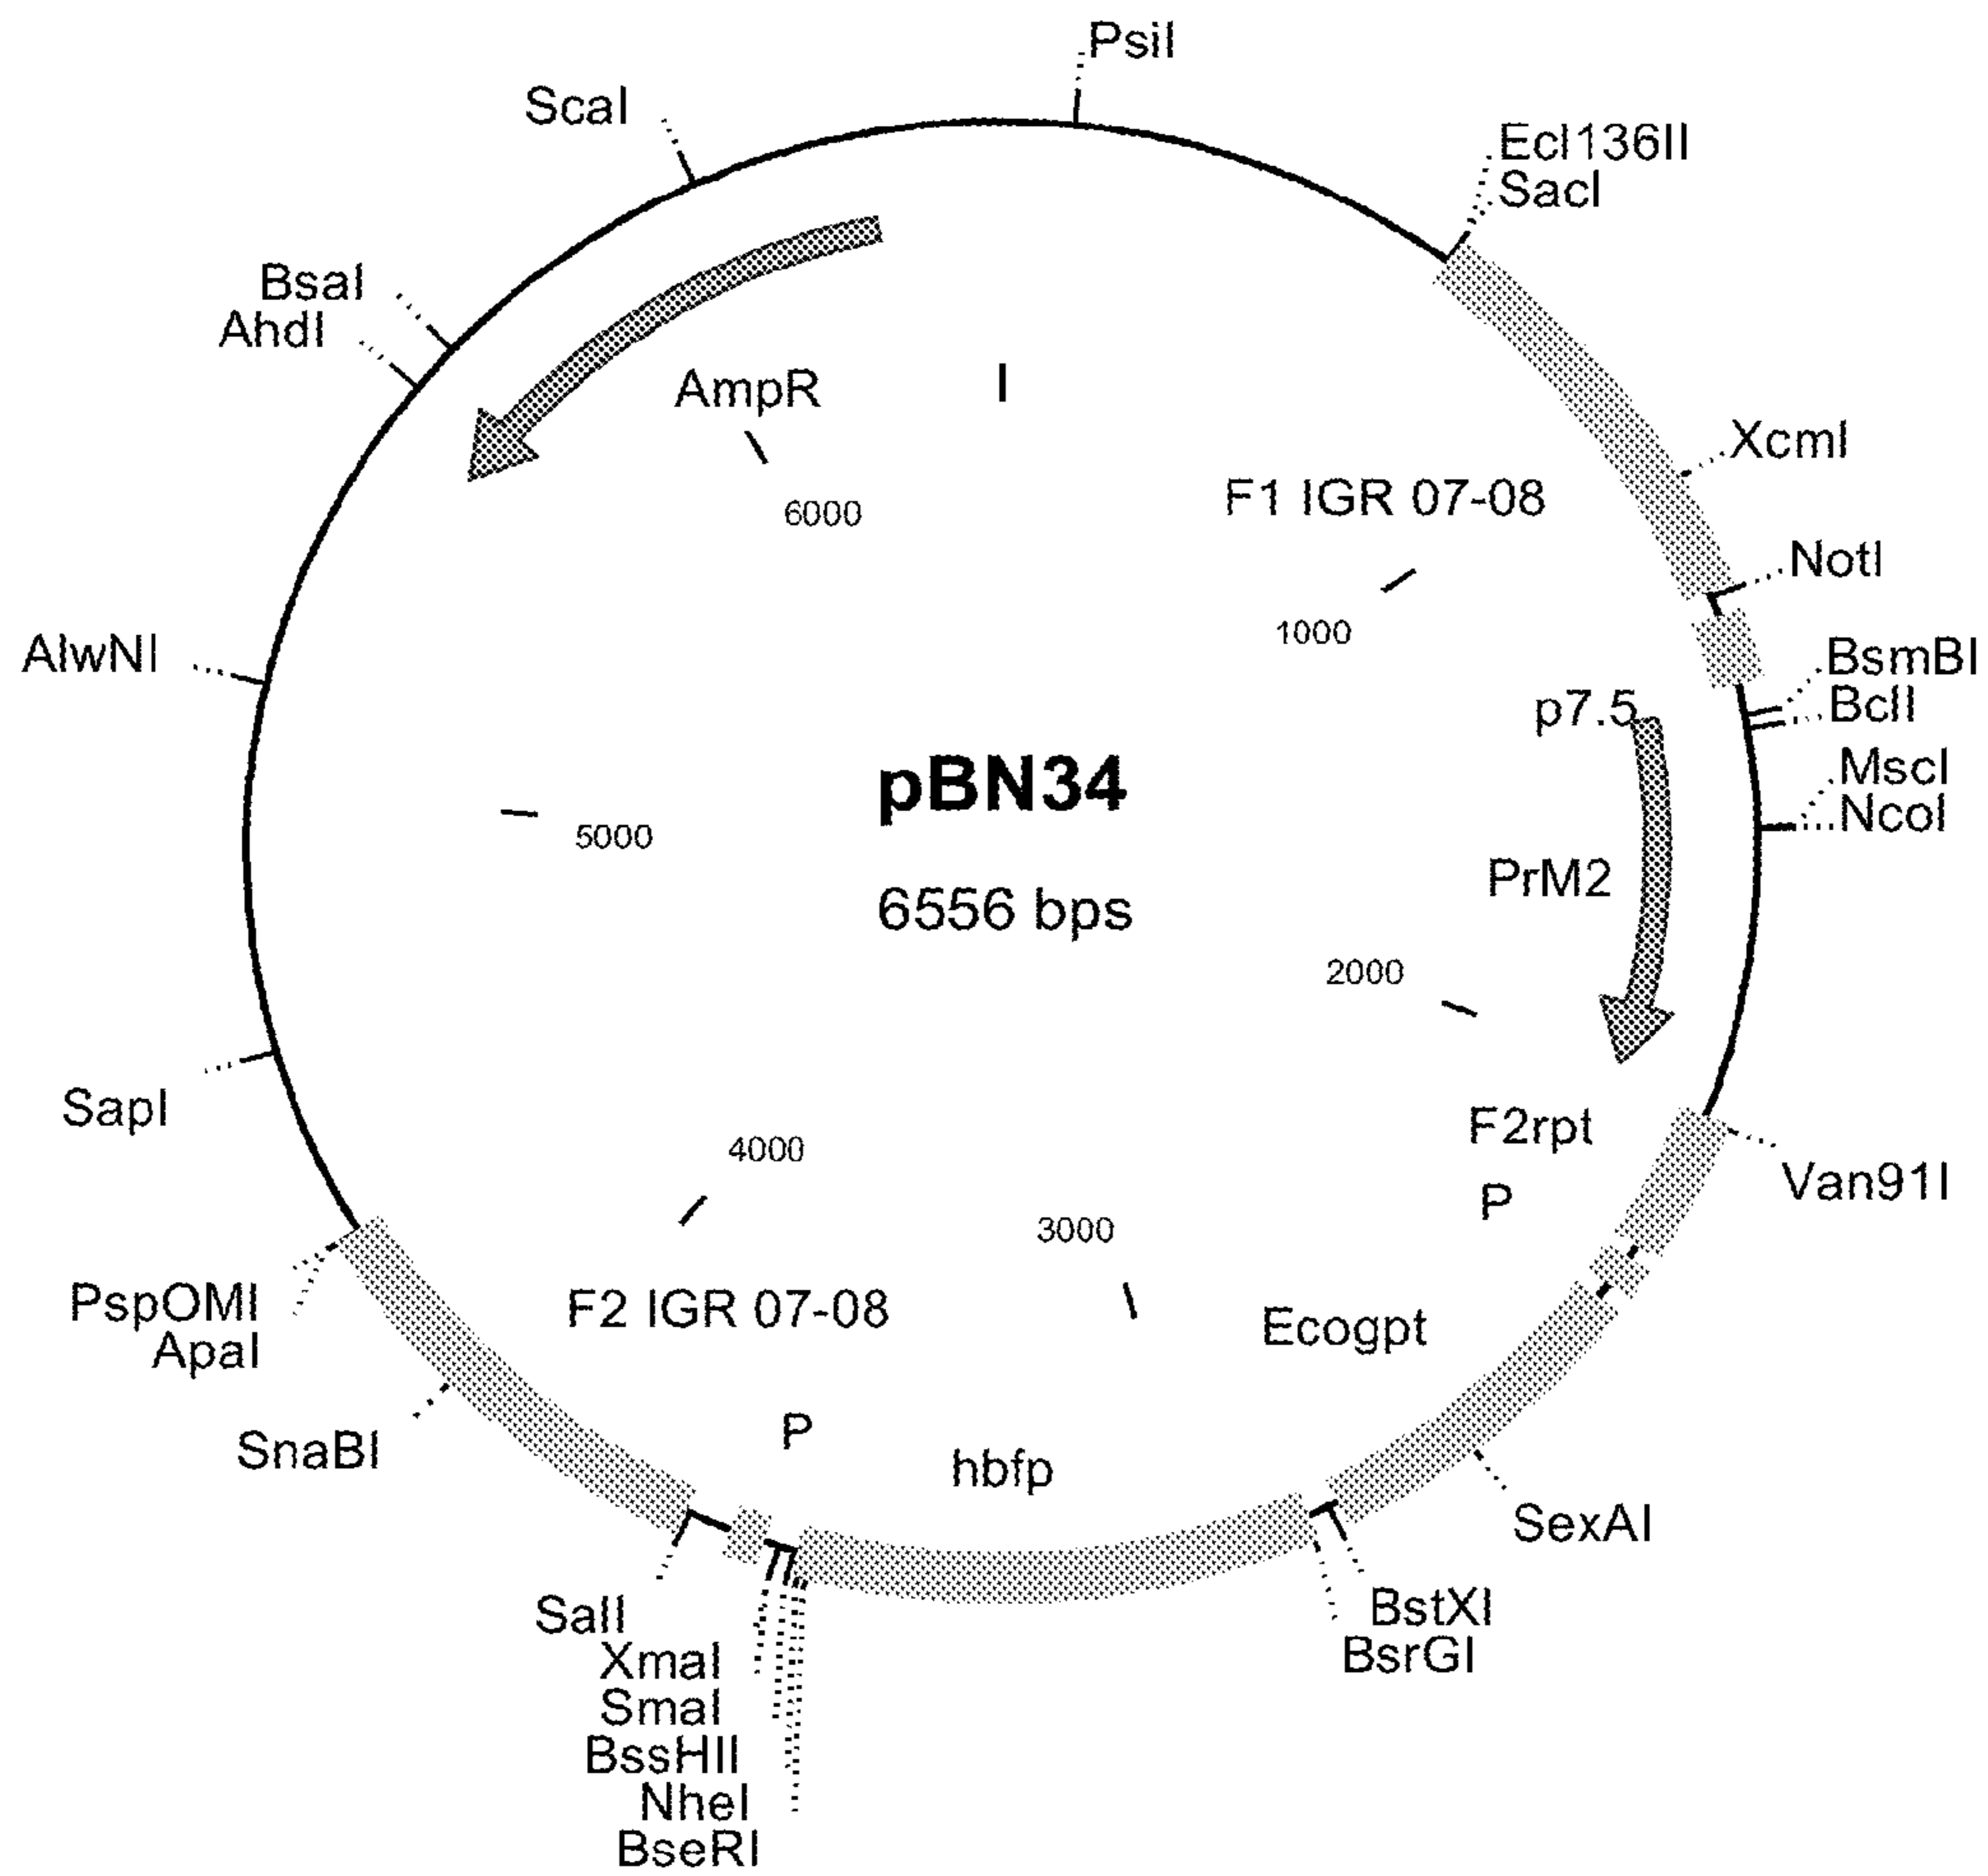 PsiI
ScaI
Ecl136II
SacI
BsaI
AhdI
AmpR
I
XcmI
F1 IGR 07-08
6000
NotI
1000
AlwNI
BsmBI
BclI
p7.5
MscI
NcoI
pBN34
5000
PrM2
6556 bps
2000
SapI
F2rpt
4000
Van91I
P
3000
PspOMI
ApaI
F2 IGR 07-08
Ecogpt
SnaBI
P
hbfp
SexAI
SalI
BstXI
XmaI
BsrGI
SmaI
BssHII
NheI
BseRI